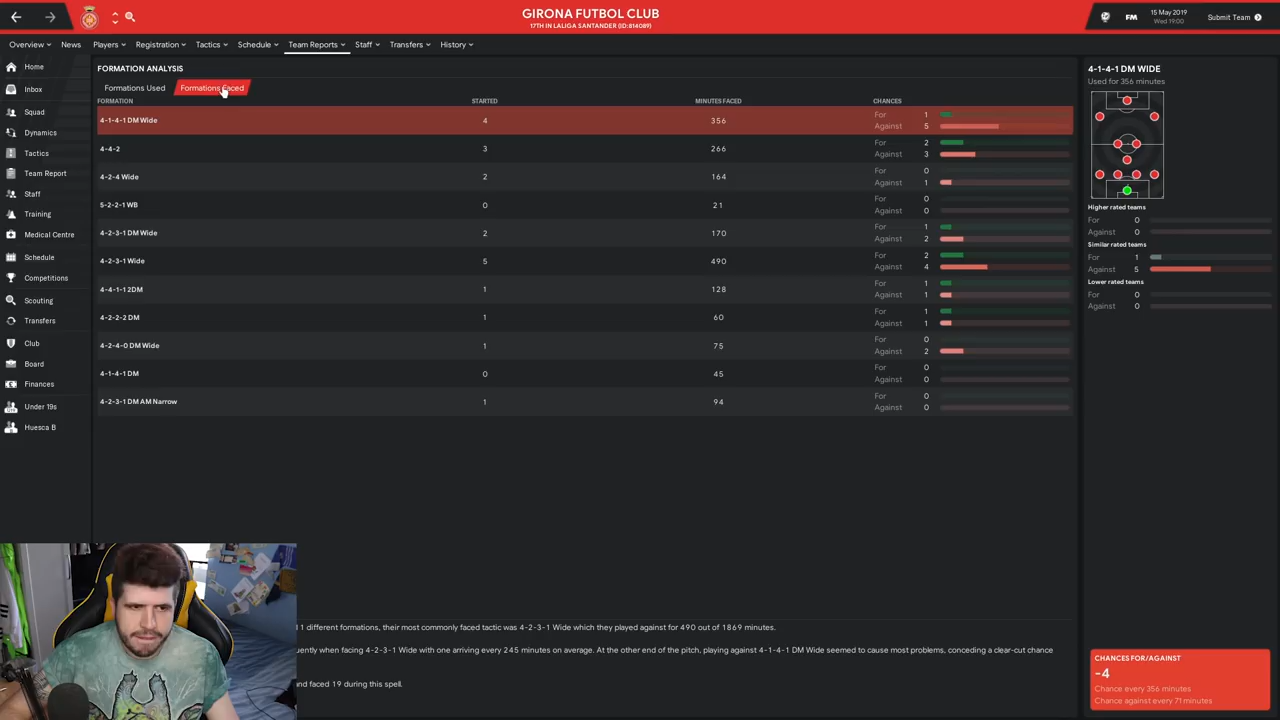 GIRONA FUTBOL CLUB
17TH IN LALIGA SANTANDER (ID:814089)
15 May 2019
Wed 19:00
FM
Submit Team
Overview
News
Players
Registration
Tactics
Schedule
Team Reports
Staff
Transfers
History
Home
Inbox
Squad
Dynamics
Tactics
Team Report
Staff
Training
Medical Centre
Schedule
Competitions
Scouting
Transfers
Club
Board
Finances
Under 19s
Huesca B
FORMATION ANALYSIS
Formations Used Formations Faced
FORMATION STARTED MINUTES FACED CHANCES
4-1-4-1 DM Wide 4 356 For 1
Against 5
4-4-2 3 266 For 2
Against 3
4-2-4 Wide 2 164 For 0
Against 1
5-2-2-1 WB 0 21 For 0
Against 0
4-2-3-1 DM Wide 2 170 For 1
Against 2
4-2-3-1 Wide 5 490 For 2
Against 4
4-4-1-1 2DM 1 128 For 1
Against 1
4-2-2-2 DM 1 60 For 1
Against 1
4-2-4-0 DM Wide 1 75 For 0
Against 2
4-1-4-1 DM 0 45 For 0
Against 0
4-2-3-1 DM AM Narrow 1 94 For 0
Against 0
1 different formations, their most commonly faced tactic was 4-2-3-1 Wide which they played against for 490 out of 1869 minutes.
quently when facing 4-2-3-1 Wide with one arriving every 245 minutes on average. At the other end of the pitch, playing against 4-1-4-1 DM Wide seemed to cause most problems, conceding a clear-cut chance
nd faced 19 during this spell.
4-1-4-1 DM WIDE
Used for 356 minutes
Higher rated teams
For 0
Against 0
Similar rated teams
For 1
Against 5
Lower rated teams
For 0
Against 0
CHANCES FOR/AGAINST
-4
Chance every 356 minutes
Chance against every 71 minutes